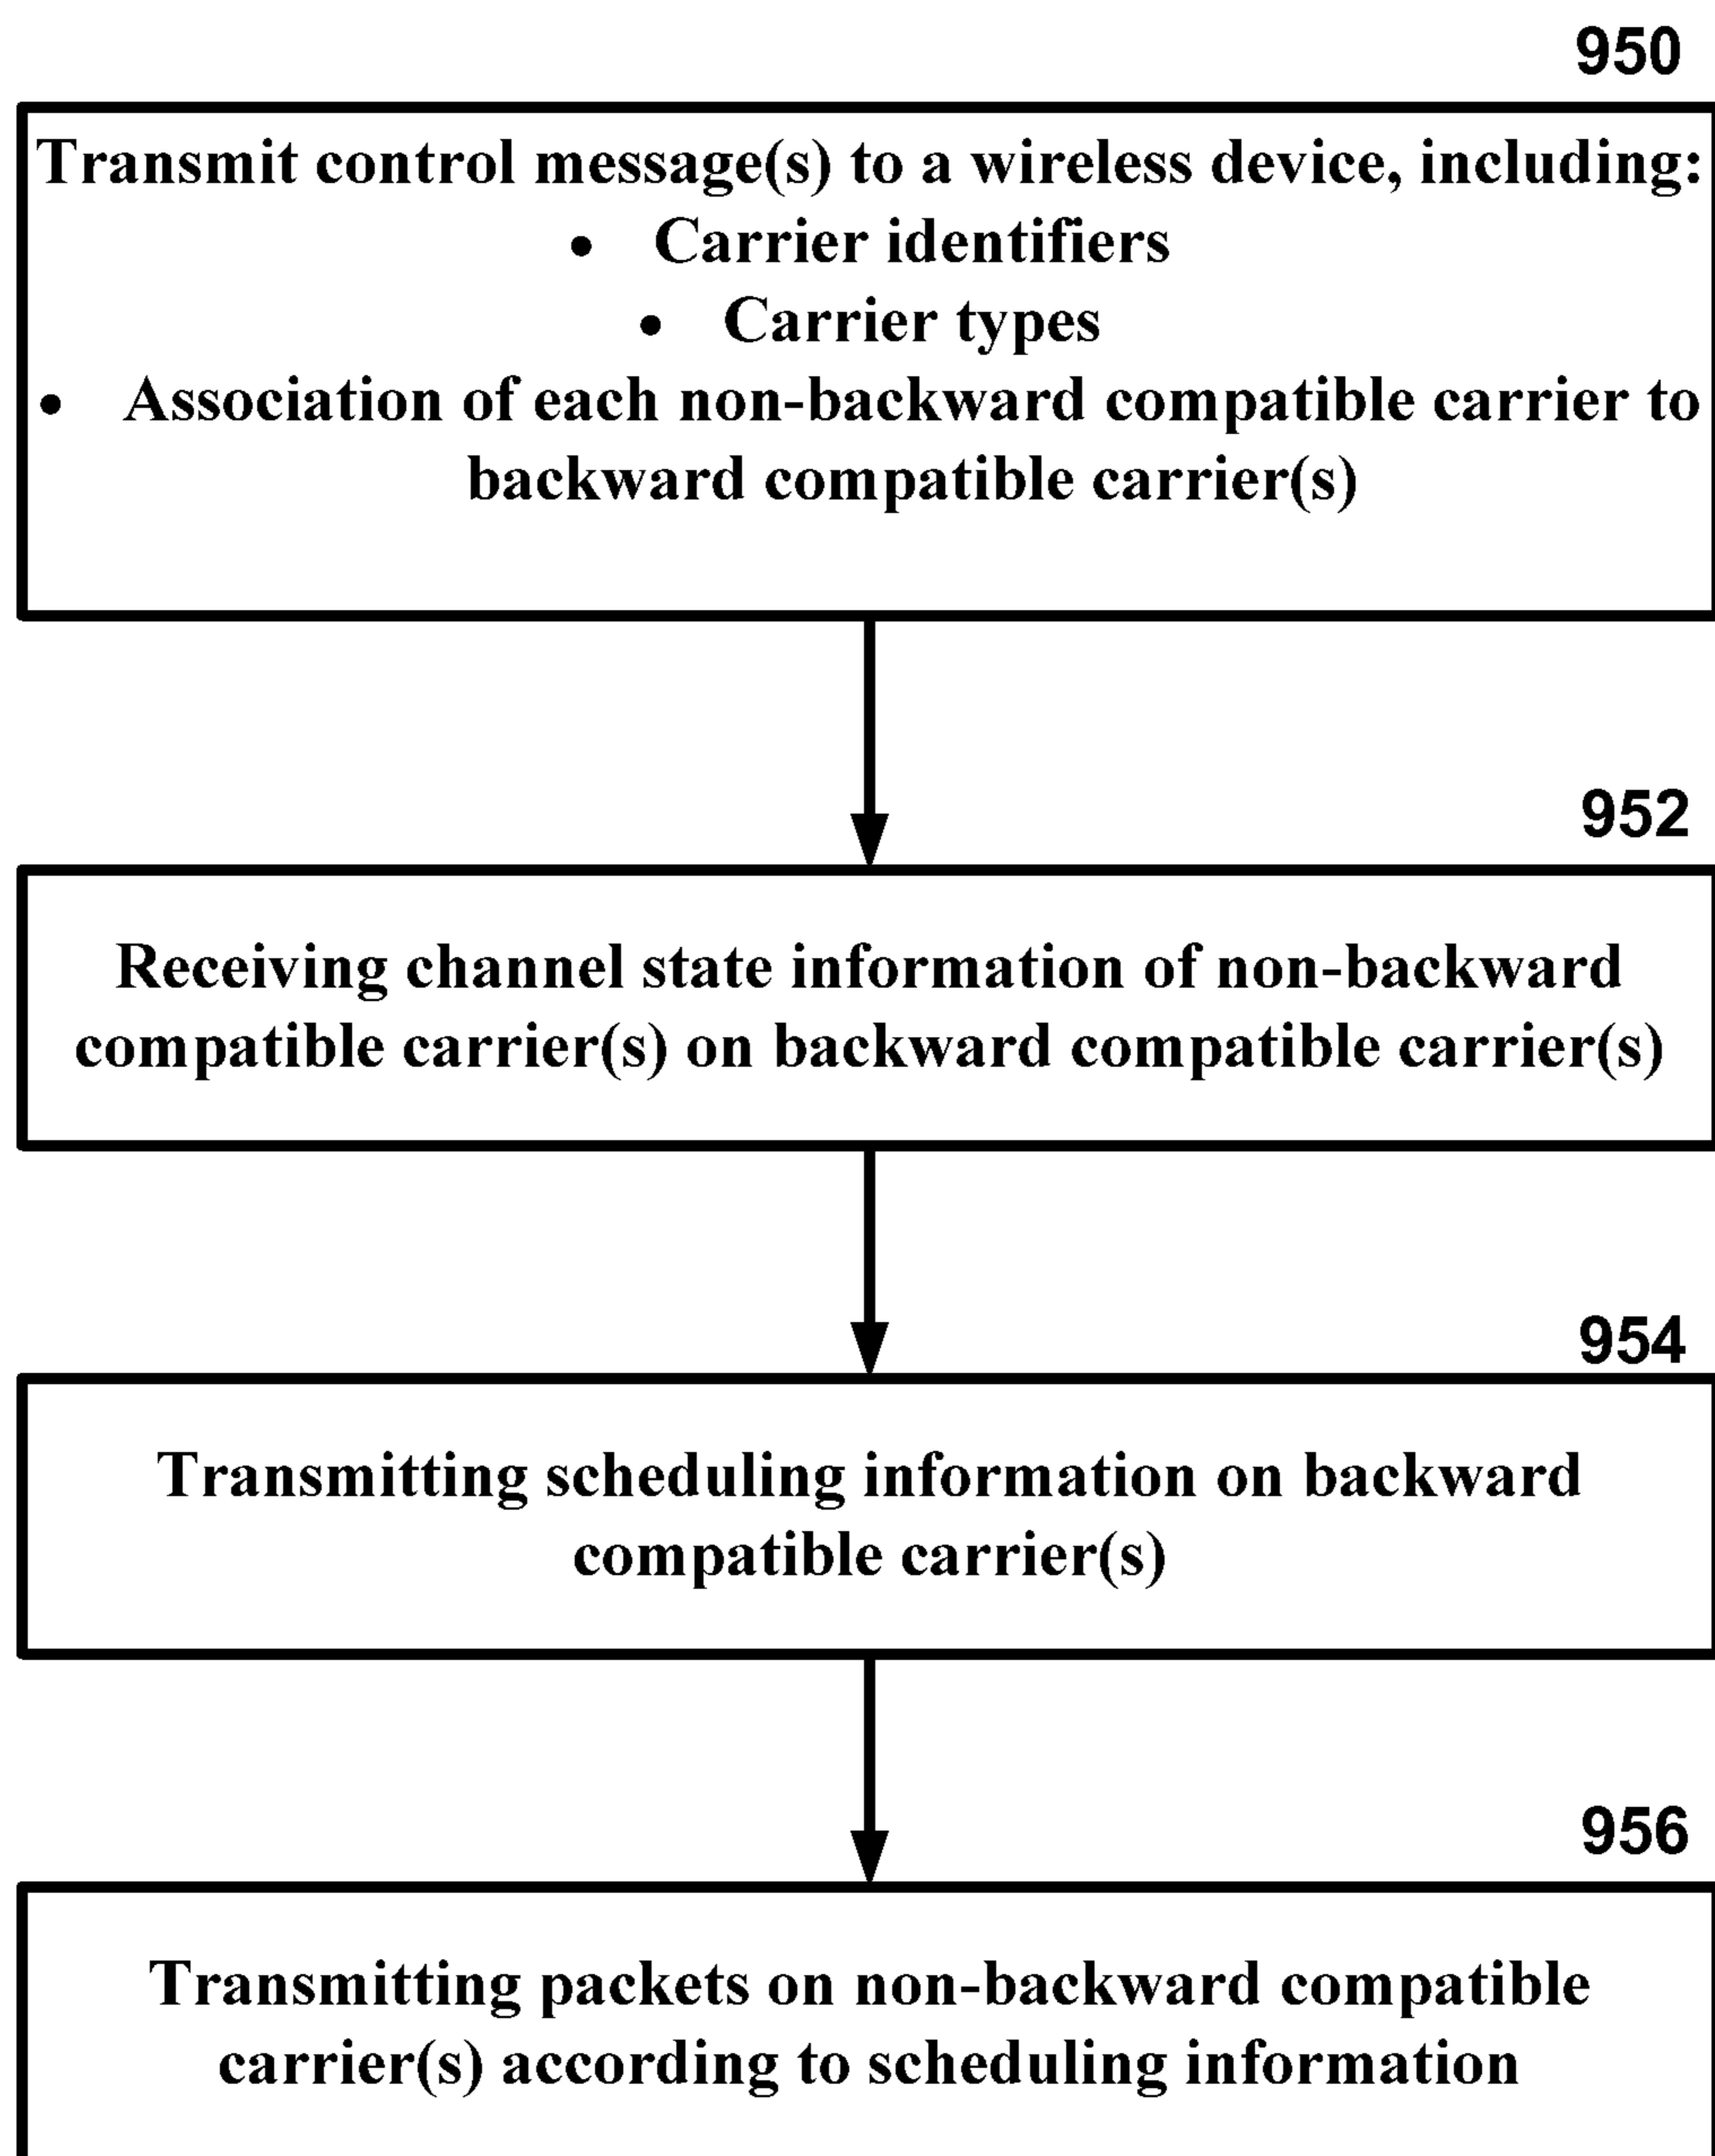 950
Transmit control message(s) to a wireless device, including:
• Carrier identifiers
• Carrier types
• Association of each non-backward compatible carrier to
backward compatible carrier(s)
952
Receiving channel state information of non-backward
compatible carrier(s) on backward compatible carrier(s)
954
Transmitting scheduling information on backward
compatible carrier(s)
956
Transmitting packets on non-backward compatible
carrier(s) according to scheduling information